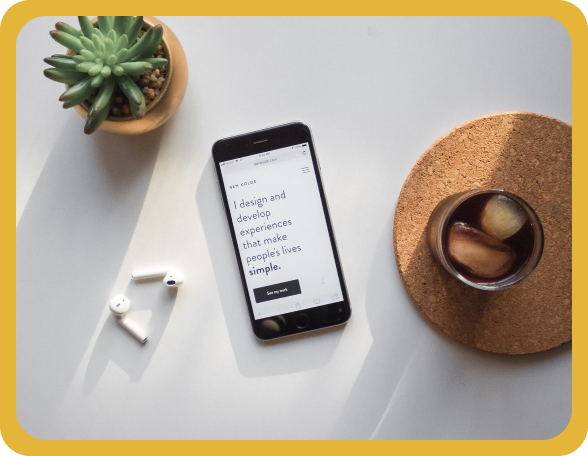 BEN KOLDE
I design and
develop
experiences
that make
people's lives
simple.
See my work